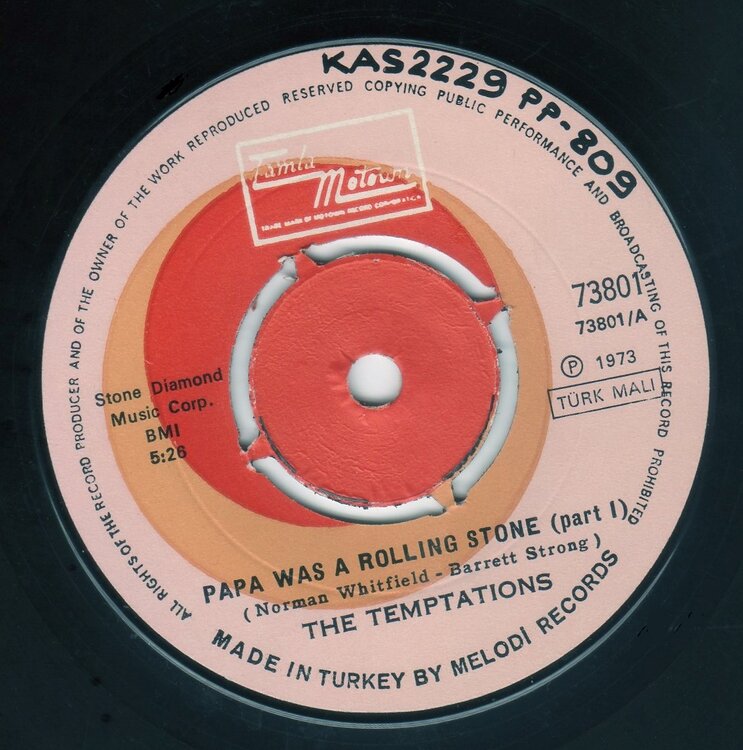 KAS2229 PP-809
ALL RIGHTS OF THE RECORD PRODUCER AND OF THE OWNER OF THE WORK REPRODUCED RESERVED COPYING PUBLIC PERFORMANCE AND BROADCASTING OF THIS RECORD PROHIBITED
Tamla
Motown
TRADE MARK OF MOTOWN RECORD CORPORATION
73801
73801/A
℗ 1973
TÜRK MALI
Stone Diamond
Music Corp.
BMI
5:26
PAPA WAS A ROLLING STONE (part I)
(Norman Whitfield - Barrett Strong)
THE TEMPTATIONS
MADE IN TURKEY BY MELODİ RECORDS